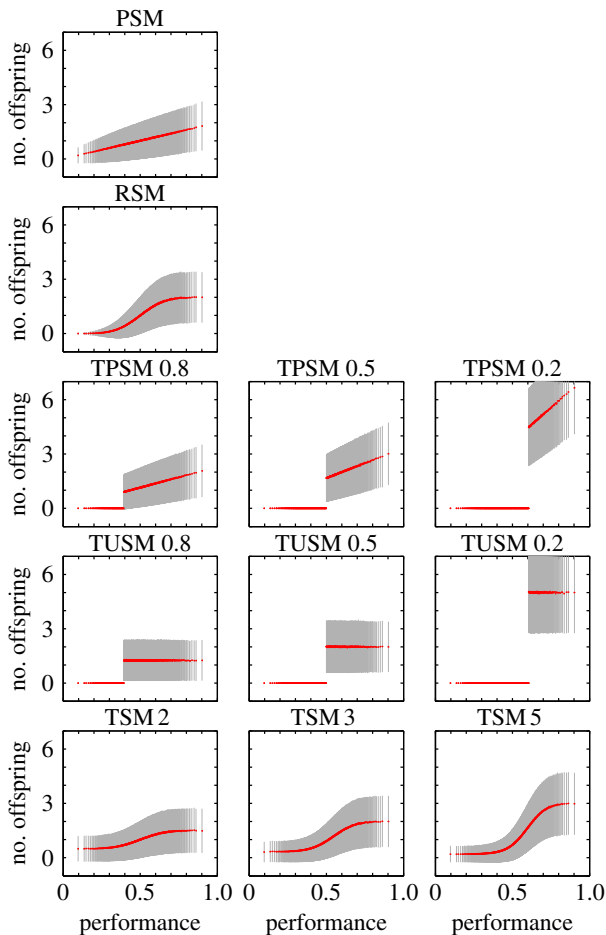 PSM
no. offspring
6
3
0
RSM
no. offspring
6
3
0
TPSM 0.8
TPSM 0.5
TPSM 0.2
no. offspring
6
3
0
TUSM 0.8
TUSM 0.5
TUSM 0.2
no. offspring
6
3
0
TSM 2
TSM 3
TSM 5
no. offspring
6
3
0
0 0.5 1.0 0 0.5 1.0 0 0.5 1.0
performance performance performance